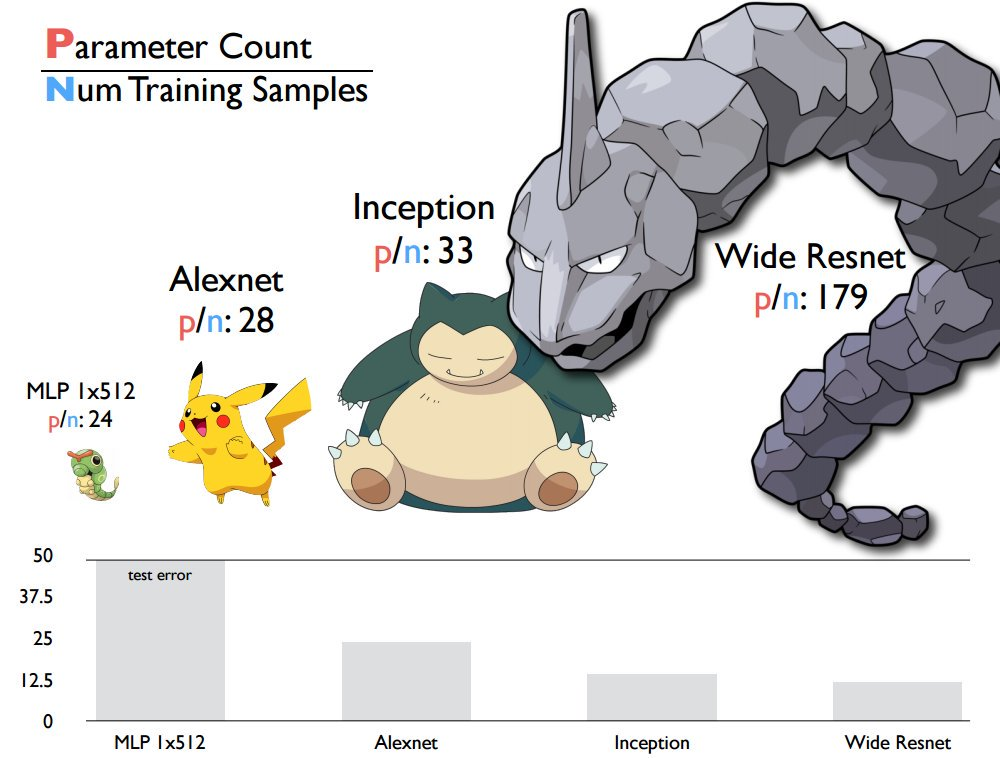 Parameter Count
Num Training Samples
Inception
p/n: 33
Wide Resnet
p/n: 179
Alexnet
p/n: 28
MLP 1x512
p/n: 24
50
test error
37.5
25
12.5
0
MLP 1x512
Alexnet
Inception
Wide Resnet